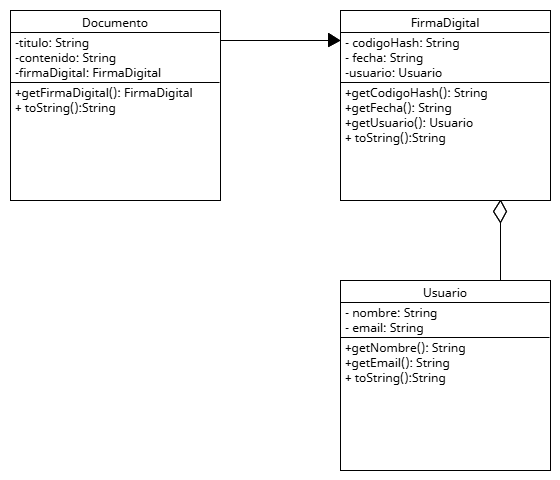 Documento
-titulo: String
-contenido: String
-firmaDigital: FirmaDigital
+getFirmaDigital(): FirmaDigital
+ toString():String
FirmaDigital
- codigoHash: String
- fecha: String
-usuario: Usuario
+getCodigoHash(): String
+getFecha(): String
+getUsuario(): Usuario
+ toString():String
Usuario
- nombre: String
- email: String
+getNombre(): String
+getEmail(): String
+ toString():String